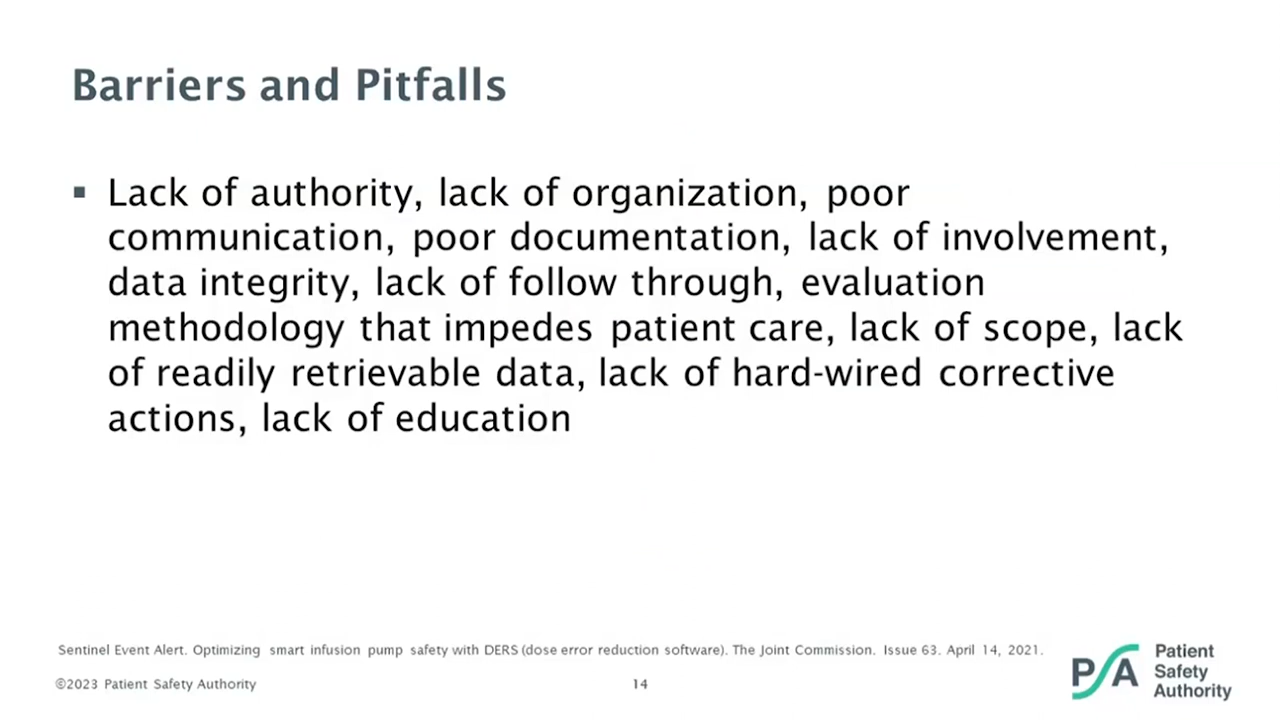 Barriers and Pitfalls
▪ Lack of authority, lack of organization, poor
communication, poor documentation, lack of involvement,
data integrity, lack of follow through, evaluation
methodology that impedes patient care, lack of scope, lack
of readily retrievable data, lack of hard-wired corrective
actions, lack of education
Sentinel Event Alert. Optimizing smart infusion pump safety with DERS (dose error reduction software). The Joint Commission. Issue 63. April 14, 2021.
©2023 Patient Safety Authority
14
PSA
Patient
Safety
Authority